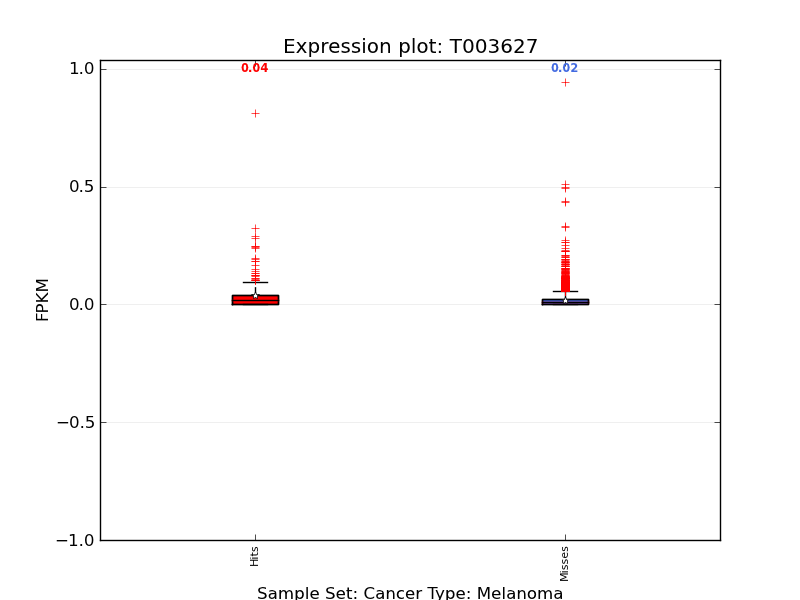 Expression plot: T003627
1.0
0.04
0.02
0.5
0.0
FPKM
−0.5
−1.0
Hits
Misses
Sample Set: Cancer Type: Melanoma